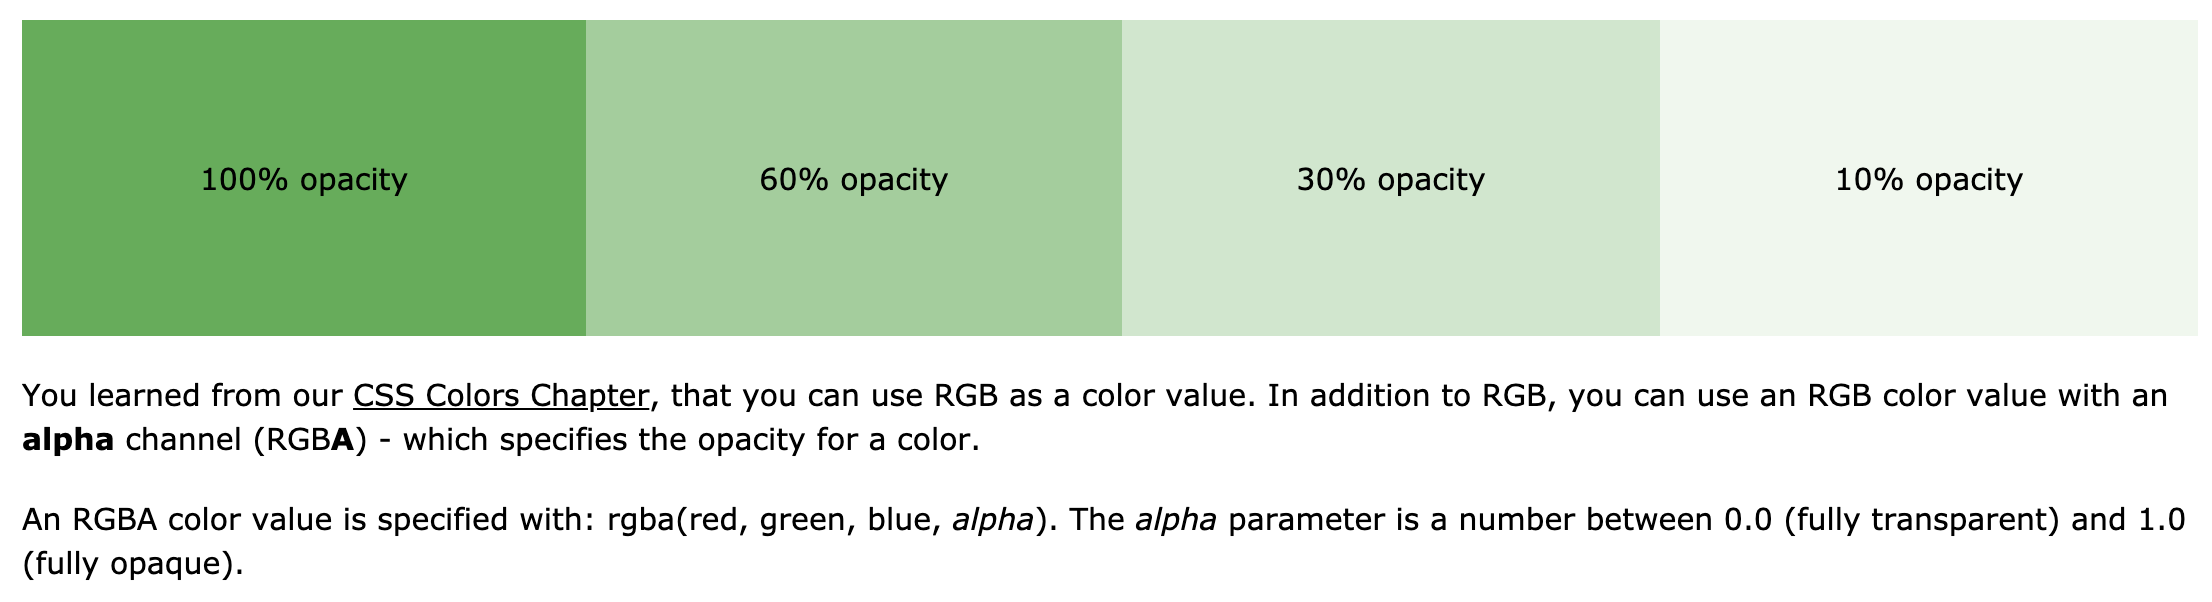 100% opacity 60% opacity 30% opacity 10% opacity
You learned from our CSS Colors Chapter, that you can use RGB as a color value. In addition to RGB, you can use an RGB color value with an
alpha channel (RGBA) - which specifies the opacity for a color.
An RGBA color value is specified with: rgba(red, green, blue, alpha). The alpha parameter is a number between 0.0 (fully transparent) and 1.0
(fully opaque).